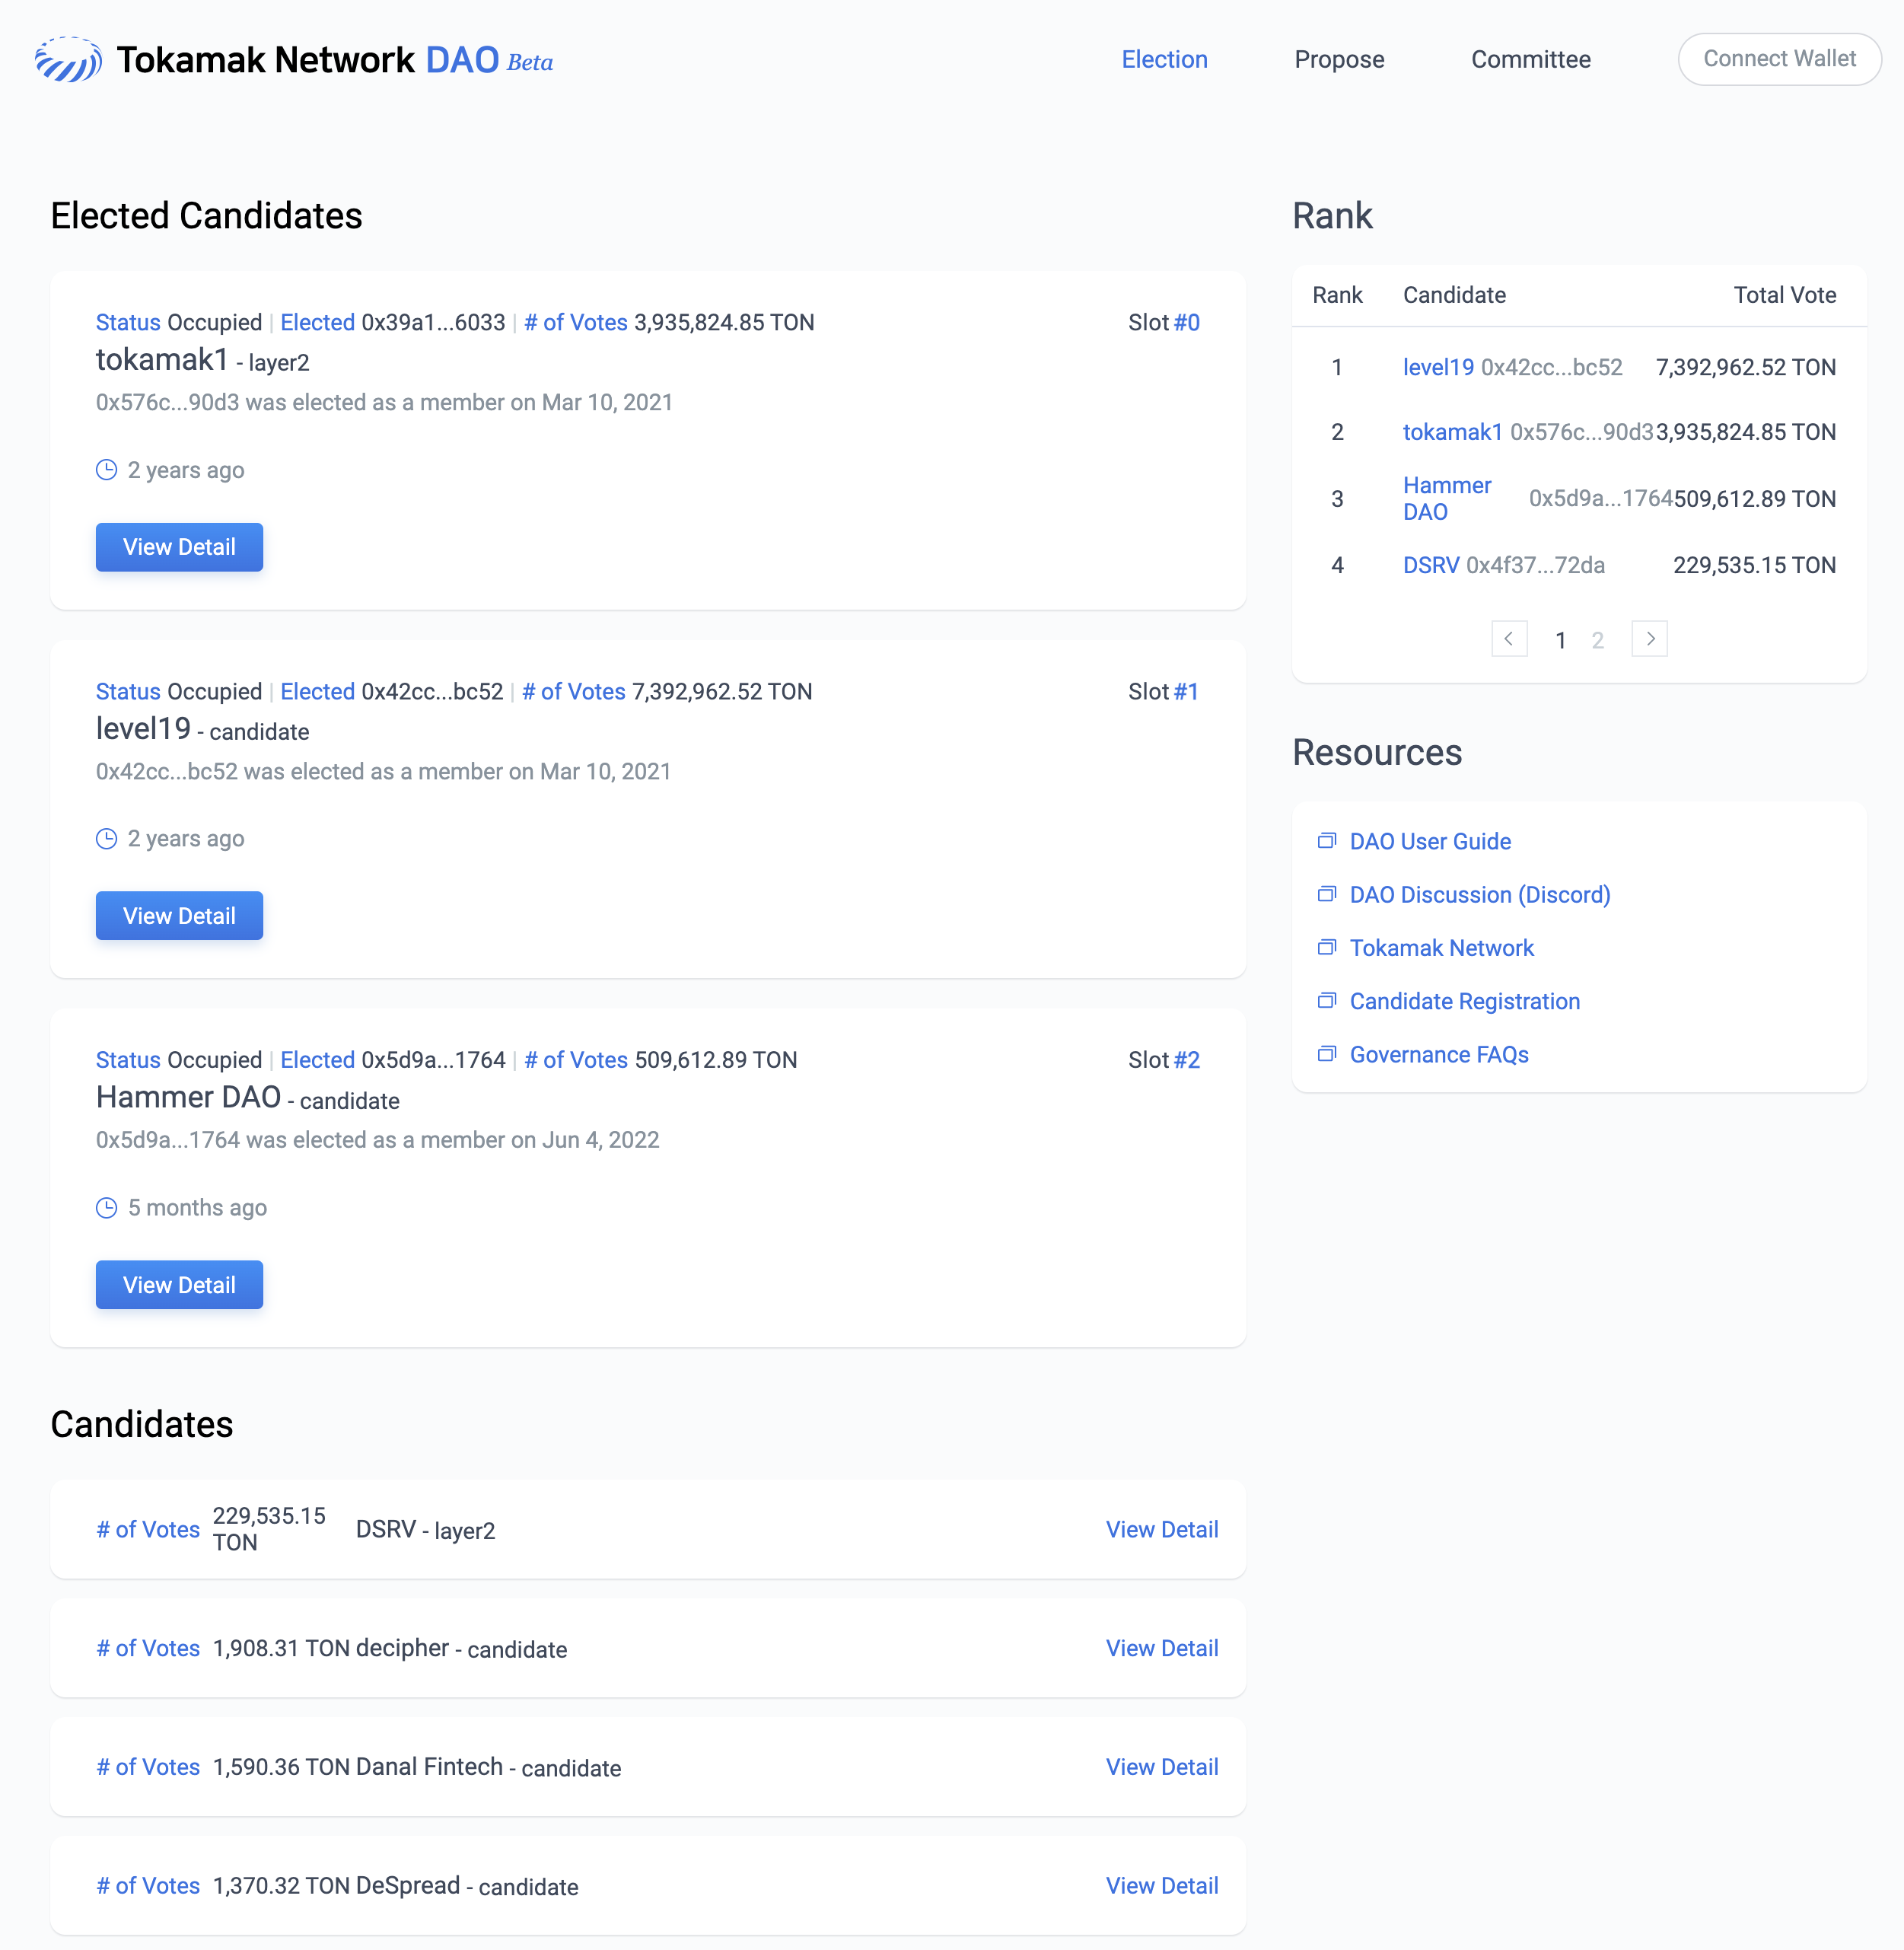 Tokamak Network DAO Beta
Election
Propose
Committee
Connect Wallet
Elected Candidates
Status Occupied | Elected 0x39a1...6033 | # of Votes 3,935,824.85 TON
Slot #0
tokamak1 - layer2
0x576c...90d3 was elected as a member on Mar 10, 2021
2 years ago
View Detail
Status Occupied | Elected 0x42cc...bc52 | # of Votes 7,392,962.52 TON
Slot #1
level19 - candidate
0x42cc...bc52 was elected as a member on Mar 10, 2021
2 years ago
View Detail
Status Occupied | Elected 0x5d9a...1764 | # of Votes 509,612.89 TON
Slot #2
Hammer DAO - candidate
0x5d9a...1764 was elected as a member on Jun 4, 2022
5 months ago
View Detail
Candidates
# of Votes 229,535.15 TON DSRV - layer2 View Detail
# of Votes 1,908.31 TON decipher - candidate View Detail
# of Votes 1,590.36 TON Danal Fintech - candidate View Detail
# of Votes 1,370.32 TON DeSpread - candidate View Detail
Rank
Rank Candidate Total Vote
1 level19 0x42cc...bc52 7,392,962.52 TON
2 tokamak1 0x576c...90d3 3,935,824.85 TON
3 Hammer DAO 0x5d9a...1764 509,612.89 TON
4 DSRV 0x4f37...72da 229,535.15 TON
1 2
Resources
DAO User Guide
DAO Discussion (Discord)
Tokamak Network
Candidate Registration
Governance FAQs